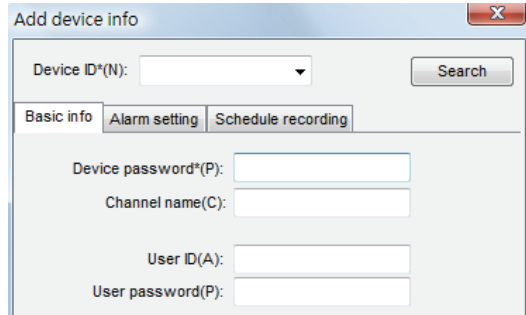 Add device info
Device ID*(N): Search
Basic info Alarm setting Schedule recording
Device password*(P):
Channel name(C):
User ID(A):
User password(P):